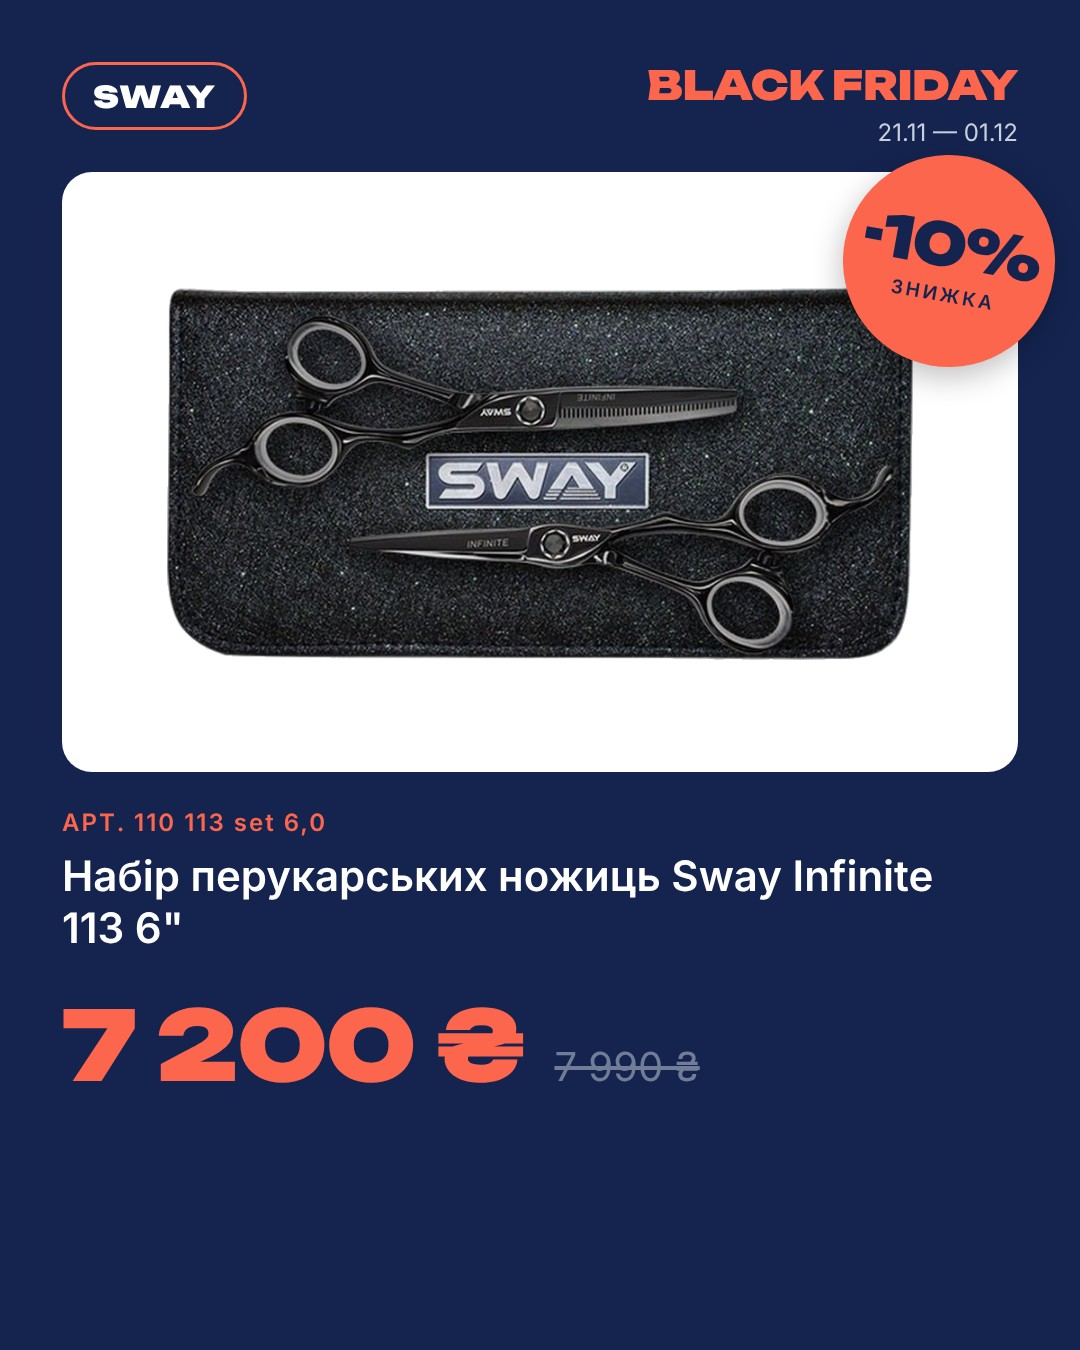 SWAY
BLACK FRIDAY
21.11 — 01.12
-10%
ЗНИЖКА
SWAY
INFINITE
SWAY
INFINITE
SWAY
АРТ. 110 113 set 6,0
Набір перукарських ножиць Sway Infinite
113 6"
7 200 ₴
7 990 ₴